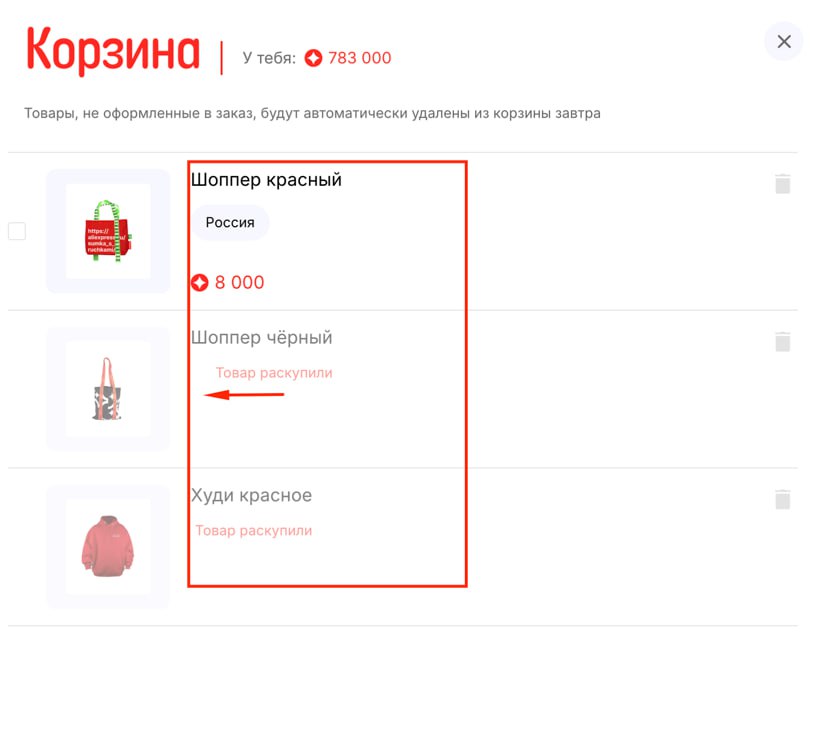 Корзина
У тебя: 783 000
Товары, не оформленные в заказ, будут автоматически удалены из корзины завтра
Шоппер красный
https://
aliexpress.ru/
sumka_s_
ruchkami/
Россия
8 000
Шоппер чёрный
Товар раскупили
Худи красное
Товар раскупили